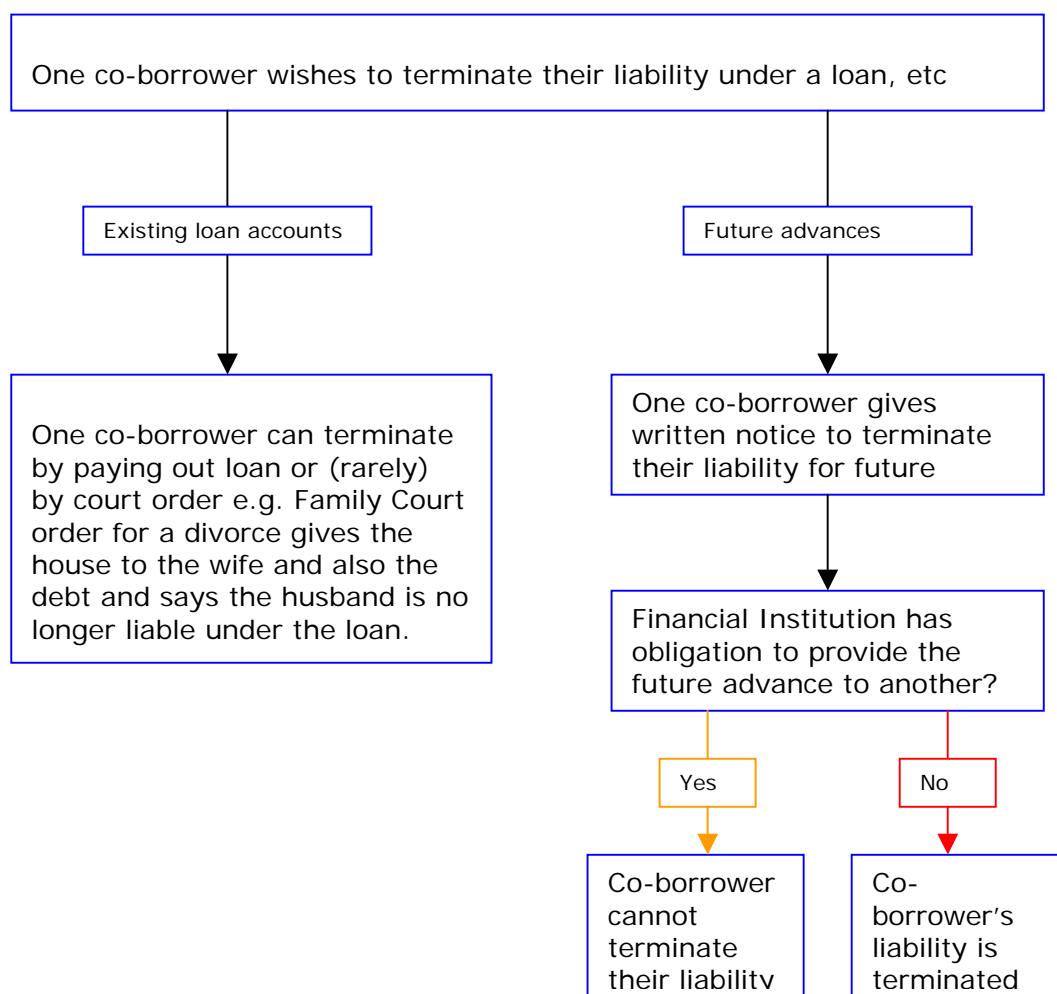 One co-borrower wishes to terminate their liability under a loan, etc
Existing loan accounts
Future advances
One co-borrower can terminate
by paying out loan or (rarely)
by court order e.g. Family Court
order for a divorce gives the
house to the wife and also the
debt and says the husband is no
longer liable under the loan.
One co-borrower gives
written notice to terminate
their liability for future
Financial Institution has
obligation to provide the
future advance to another?
Yes
No
Co-borrower
cannot
terminate
their liability
Co-
borrower's
liability is
terminated